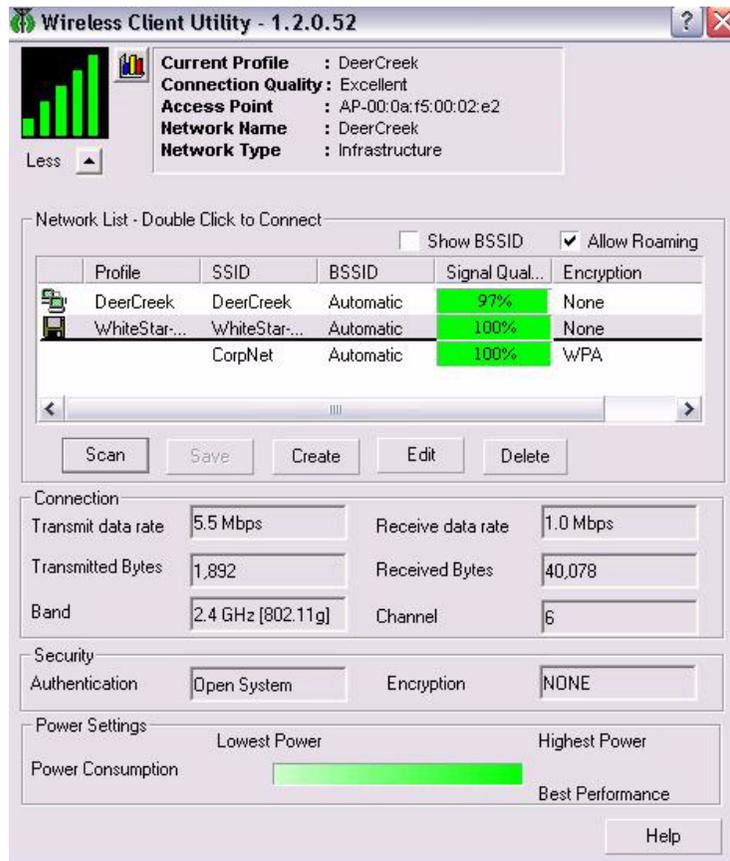 Wireless Client Utility - 1.2.0.52
Current Profile : DeerCreek
Connection Quality : Excellent
Access Point : AP-00:0a:f5:00:02:e2
Network Name : DeerCreek
Network Type : Infrastructure
Less
Network List - Double Click to Connect
Show BSSID Allow Roaming
Profile SSID BSSID Signal Qual... Encryption
DeerCreek DeerCreek Automatic 97% None
WhiteStar-... WhiteStar-... Automatic 100% None
CorpNet Automatic 100% WPA
Scan Save Create Edit Delete
Connection
Transmit data rate 5.5 Mbps Receive data rate 1.0 Mbps
Transmitted Bytes 1,892 Received Bytes 40,078
Band 2.4 GHz [802.11g] Channel 6
Security
Authentication Open System Encryption NONE
Power Settings
Lowest Power Highest Power
Power Consumption
Best Performance
Help